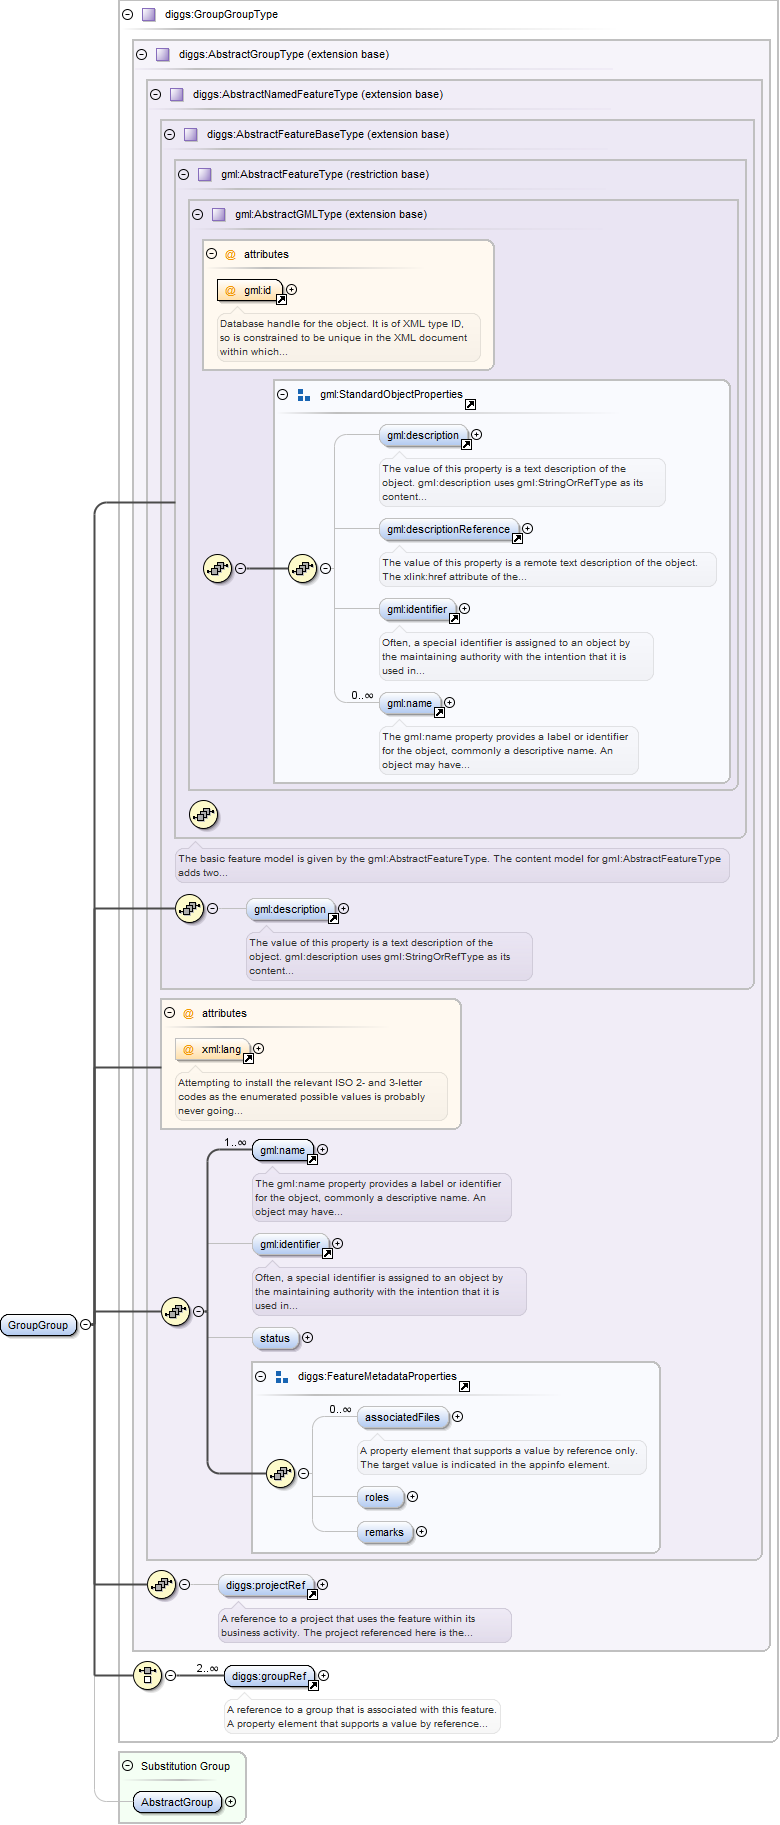 diggs:GroupGroupType
diggs:AbstractGroupType (extension base)
diggs:AbstractNamedFeatureType (extension base)
diggs:AbstractFeatureBaseType (extension base)
gml:AbstractFeatureType (restriction base)
gml:AbstractGMLType (extension base)
@ attributes
@ gml:id
Database handle for the object. It is of XML type ID,
so is constrained to be unique in the XML document
within which...
gml:StandardObjectProperties
gml:description
The value of this property is a text description of the
object. gml:description uses gml:StringOrRefType as its
content...
gml:descriptionReference
The value of this property is a remote text description of the object.
The xlink:href attribute of the...
gml:identifier
Often, a special identifier is assigned to an object by
the maintaining authority with the intention that it is
used in...
0..∞
gml:name
The gml:name property provides a label or identifier
for the object, commonly a descriptive name. An
object may have...
The basic feature model is given by the gml:AbstractFeatureType. The content model for gml:AbstractFeatureType
adds two...
gml:description
The value of this property is a text description of the
object. gml:description uses gml:StringOrRefType as its
content...
@ attributes
@ xml:lang
Attempting to install the relevant ISO 2- and 3-letter
codes as the enumerated possible values is probably
never going...
1..∞
gml:name
The gml:name property provides a label or identifier
for the object, commonly a descriptive name. An
object may have...
gml:identifier
Often, a special identifier is assigned to an object by
the maintaining authority with the intention that it is
used in...
GroupGroup
status
diggs:FeatureMetadataProperties
0..∞
associatedFiles
A property element that supports a value by reference only.
The target value is indicated in the appinfo element.
roles
remarks
diggs:projectRef
A reference to a project that uses the feature within its
business activity. The project referenced here is the...
2..∞
diggs:groupRef
A reference to a group that is associated with this feature.
A property element that supports a value by reference...
Substitution Group
AbstractGroup